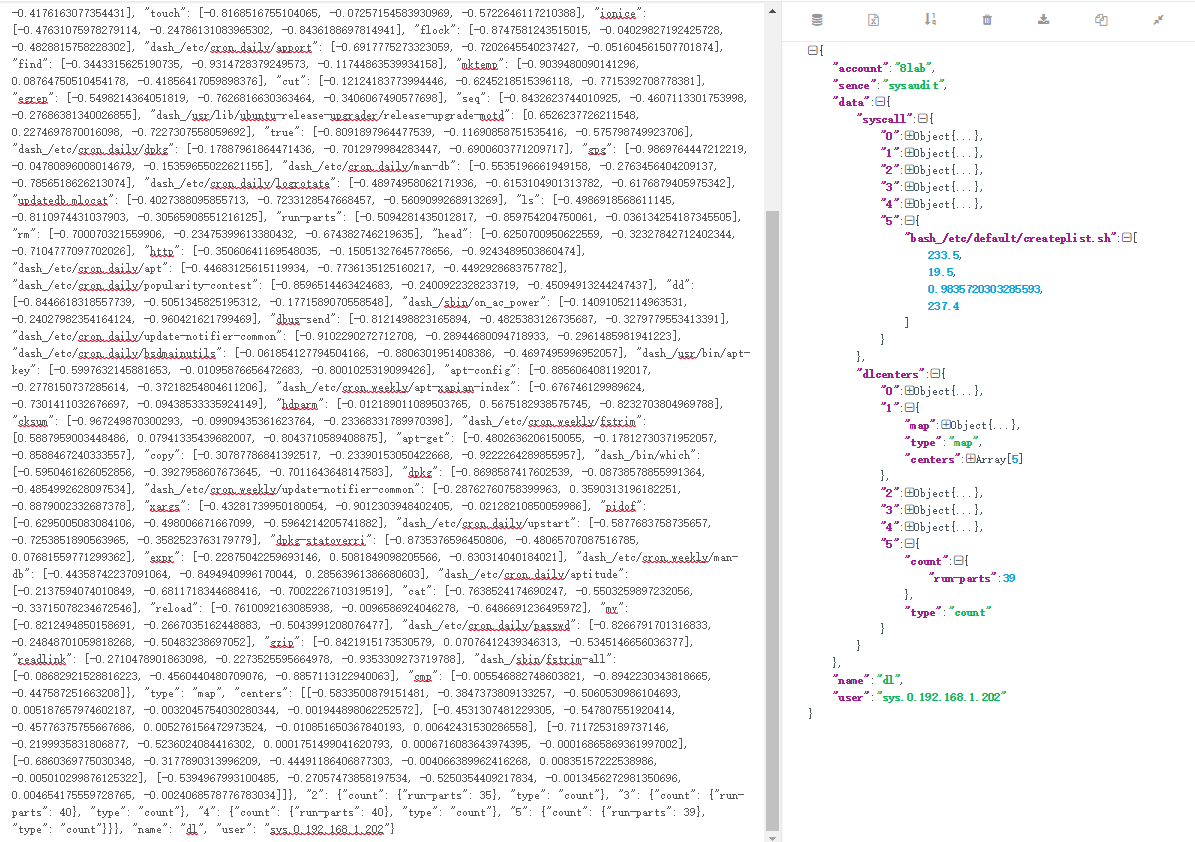 -0.4176163077354431], "touch": [-0.8168516755104065, -0.07257154583930969, -0.5722646117210388], "ionice":
[-0.47631075978279114, -0.24786131083965302, -0.8436188697814941], "flock": [-0.8747581243515015, -0.04029827192425728,
-0.4828815758228302], "dash_/etc/cron.daily/apport": [-0.6917775273323059, -0.7202645540237427, -0.051604561507701874],
"find": [-0.3443315625190735, -0.9314728379249573, -0.11744863539934158], "mktemp": [-0.9039480090141296,
0.08764750510454178, -0.4185641705989376], "cut": [-0.12124183773994446, -0.6245218515396118, -0.7715392708778381],
"egrep": [-0.5498214364051819, -0.7626816630363464, -0.3406067490577698], "seq": [-0.8432623744010925, -0.4607113301753998,
-0.27686381340026855], "dash_/usr/lib/ubuntu-release-upgrader/release-upgrade-motd": [0.6526237726211548,
0.2274697870016098, -0.7227307558059692], "true": [-0.8091897964477539, -0.11690858751535416, -0.575798749923706],
"dash_/etc/cron.daily/dpkg": [-0.17887961864471436, -0.7012979984283447, -0.6900603771209717], "gpg": [-0.9869764447212219,
-0.04780896008014679, -0.15359655022621155], "dash_/etc/cron.daily/man-db": [-0.5535196661949158, -0.2763456404209137,
-0.7856518626213074], "dash_/etc/cron.daily/logrotate": [-0.48974958062171936, -0.6153104901313782, -0.6176879405975342],
"updatedb.mlocat": [-0.4027388095855713, -0.7233128547668457, -0.5609099268913269], "ls": [-0.4986918568611145,
-0.8110974431037903, -0.30565908551216125], "run-parts": [-0.5094281435012817, -0.859754204750061, -0.036134254187345505],
"rm": [-0.700070321559906, -0.23475399613380432, -0.674382746219635], "head": [-0.6250700950622559, -0.32327842712402344,
-0.7104777097702026], "http": [-0.35060641169548035, -0.15051327645778656, -0.9243489503860474],
"dash_/etc/cron.daily/apt": [-0.44683125615119934, -0.7736135125160217, -0.4492928683757782],
"dash_/etc/cron.daily/popularity-contest": [-0.8596514463424683, -0.2400922328233719, -0.45094913244247437], "dd":
[-0.8446618318557739, -0.5051345825195312, -0.1771589070558548], "dash_/sbin/on_ac_power": [-0.14091052114963531,
-0.24027982354164124, -0.960421621799469], "dbus-send": [-0.8121498823165894, -0.4825383126735687, -0.3279779553413391],
"dash_/etc/cron.daily/update-notifier-common": [-0.9102290272712708, -0.28944680094718933, -0.2961485981941223],
"dash_/etc/cron.daily/bsdmainutils": [-0.061854127794504166, -0.8806301951408386, -0.4697495996952057], "dash_/usr/bin/apt-
key": [-0.5997632145881653, -0.01095876656472683, -0.8001025319099426], "apt-config": [-0.8856064081192017,
-0.2778150737285614, -0.37218254804611206], "dash_/etc/cron.weekly/apt-xapian-index": [-0.676746129989624,
-0.7301411032676697, -0.09438533335924149], "hdparm": [-0.012189011089503765, 0.5675182938575745, -0.8232703804969788],
"cksum": [-0.967249870300293, -0.09909435361623764, -0.23368331789970398], "dash_/etc/cron.weekly/fstrim":
[0.5887959003448486, 0.07941335439682007, -0.8043710589408875], "apt-get": [-0.4802636206150055, -0.17812730371952057,
-0.858846724033557], "copy": [-0.30787789841392517, -0.23390153350422668, -0.9222264289855957], "dash_/bin/which":
[-0.5950461626052856, -0.3927958607673645, -0.7011643648147583], "dpkg": [-0.8698587417602539, -0.08738578855991364,
-0.4854992628097534], "dash_/etc/cron.weekly/update-notifier-common": [-0.28762760758399963, 0.3590313196182251,
-0.8879002332687378], "xargs": [-0.43281739950180054, -0.9012303948402405, -0.02128210850059986], "pidof":
[-0.6295005083084106, -0.498006671667099, -0.5964214205741882], "dash_/etc/cron.daily/upstart": [-0.5877683758735657,
-0.7253851890563965, -0.3582523763179779], "dpkg-statoverri": [-0.8735376596450806, -0.4806570708751 6785,
0.07681559771299362], "expr": [-0.22875042259693146, 0.5081849098205566, -0.830314040184021], "dash_/etc/cron.weekly/man-
db": [-0.44358742237091064, -0.8494940996170044, 0.28563961386680603], "dash_/etc/cron.daily/aptitude":
[-0.2137594074010849, -0.6811718344688416, -0.7002226710319519], "cat": [-0.763852417469024​7, -0.5503259897232056,
-0.33715078234672546], "reload": [-0.7610092163085938, -0.0096586924046278, -0.6486691236495972], "my":
[-0.8212494850158691, -0.2667035162448883, -0.5043991208076477], "dash_/etc/cron.daily/passwd": [-0.8266791701316833,
-0.24848701059818268, -0.50483238697052], "gzip": [-0.8421915173530579, 0.07076412439346313, -0.5345146656036377],
"readlink": [-0.2710478901863098, -0.2273525595664978, -0.9353309273719788], "dash_/sbin/fstrim-all":
[-0.08682921528816223, -0.4560440480709076, -0.8857113122940063], "cmp": [-0.005546882748603821, -0.8942230343818665,
-0.447587251663208]}, "type": "map", "centers": [[-0.5833500879151481, -0.3847373809133257, -0.5060530986104693,
0.005187657974602187, -0.003617540323286344, -0.001944898062252572], [-0.4531307481229305, -0.547807551920414,
-0.45776375755667686, 0.005276156472973524, -0.010851650367840193, 0.00642431530286558], [-0.7117253189737146,
-0.2199935831806877, -0.5236024084416302, 0.0001751499041620793, 0.0006716083643974395, -0.00016865869361997002],
[-0.6860369775030348, -0.3177890313996209, -0.44491186406877303, -0.004066389962416268, 0.00835157222538986,
-0.005010299876125322], [-0.5394967993100485, -0.27057473858197534, -0.5250354409217834, -0.0013456272981350696,
0.004654175559728765, -0.0024068578776783034]]}, "2": {"count": {"run-parts": 35}, "type": "count"}, "3": {"count": {"run-
parts": 40}, "type": "count"}, "4": {"count": {"run-parts": 40}, "type": "count"}, "5": {"count": {"run-parts": 39},
"type": "count"}}}, "name": "dl", "user": "sys.0.192.168.1.202"}
{
"account":"8lab",
"sence":"sysaudit",
"data":{
"syscall":{
"0":Object{...},
"1":Object{...},
"2":Object{...},
"3":Object{...},
"4":Object{...},
"5":{
"bash_/etc/default/createplist.sh":[
233.5,
19.5,
0.9835720303285593,
237.4
]
}
},
"dlcenters":{
"0":Object{...},
"1":{
"map":Object{...},
"type":"map",
"centers":Array[5]
},
"2":Object{...},
"3":Object{...},
"4":Object{...},
"5":{
"count":{
"run-parts":39
},
"type":"count"
}
}
},
"name":"dl",
"user":"sys.0.192.168.1.202"
}